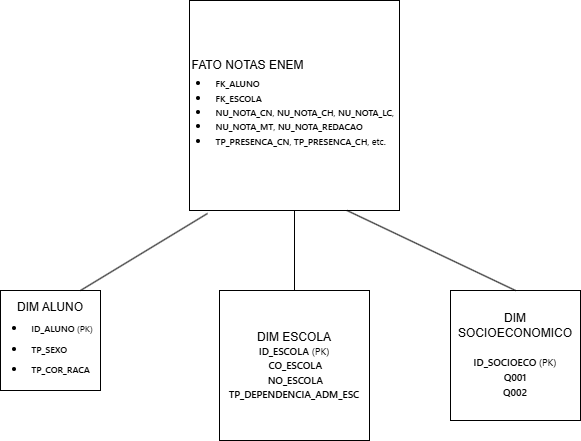 FATO NOTAS ENEM
• FK_ALUNO
• FK_ESCOLA
• NU_NOTA_CN, NU_NOTA_CH, NU_NOTA_LC,
• NU_NOTA_MT, NU_NOTA_REDACAO
• TP_PRESENCA_CN, TP_PRESENCA_CH, etc.
DIM ALUNO
• ID_ALUNO (PK)
• TP_SEXO
• TP_COR_RACA
DIM ESCOLA
ID_ESCOLA (PK)
CO_ESCOLA
NO_ESCOLA
TP_DEPENDENCIA_ADM_ESC
DIM
SOCIOECONOMICO
ID_SOCIOECO (PK)
Q001
Q002